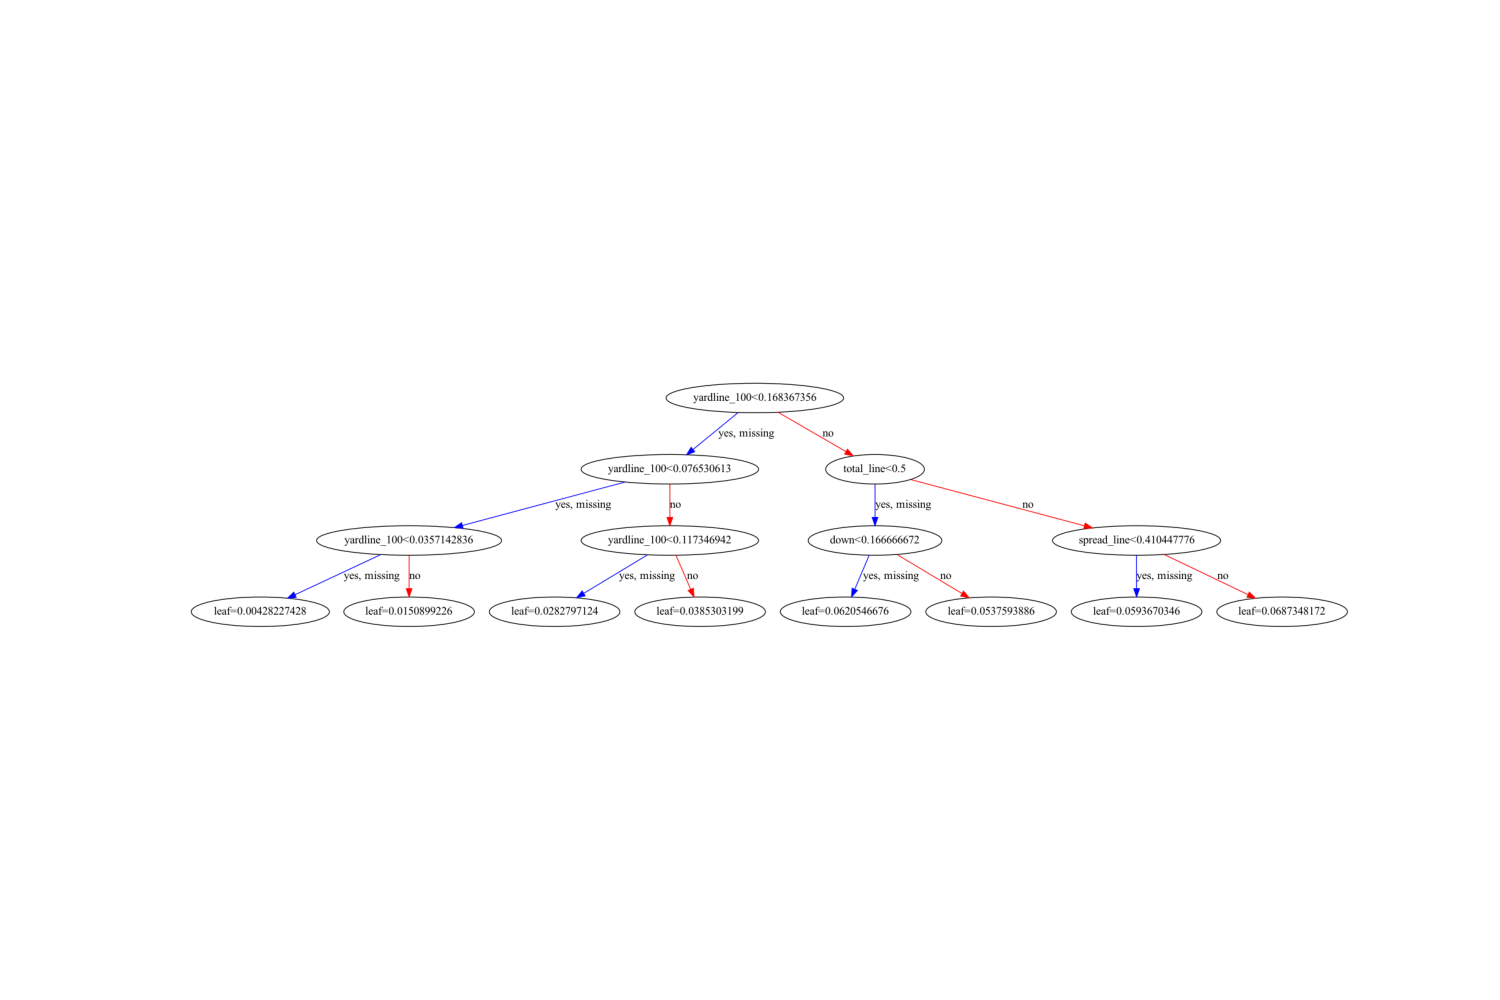 yardline_100<0.168367356
yes, missing
no
yardline_100<0.076530613
total_line<0.5
yes, missing
no
yes, missing
no
yardline_100<0.0357142836
yardline_100<0.117346942
down<0.166666672
spread_line<0.410447776
yes, missing
no
yes, missing
no
yes, missing
no
yes, missing
no
leaf=0.00428227428
leaf=0.0150899226
leaf=0.0282797124
leaf=0.0385303199
leaf=0.0620546676
leaf=0.0537593886
leaf=0.0593670346
leaf=0.0687348172